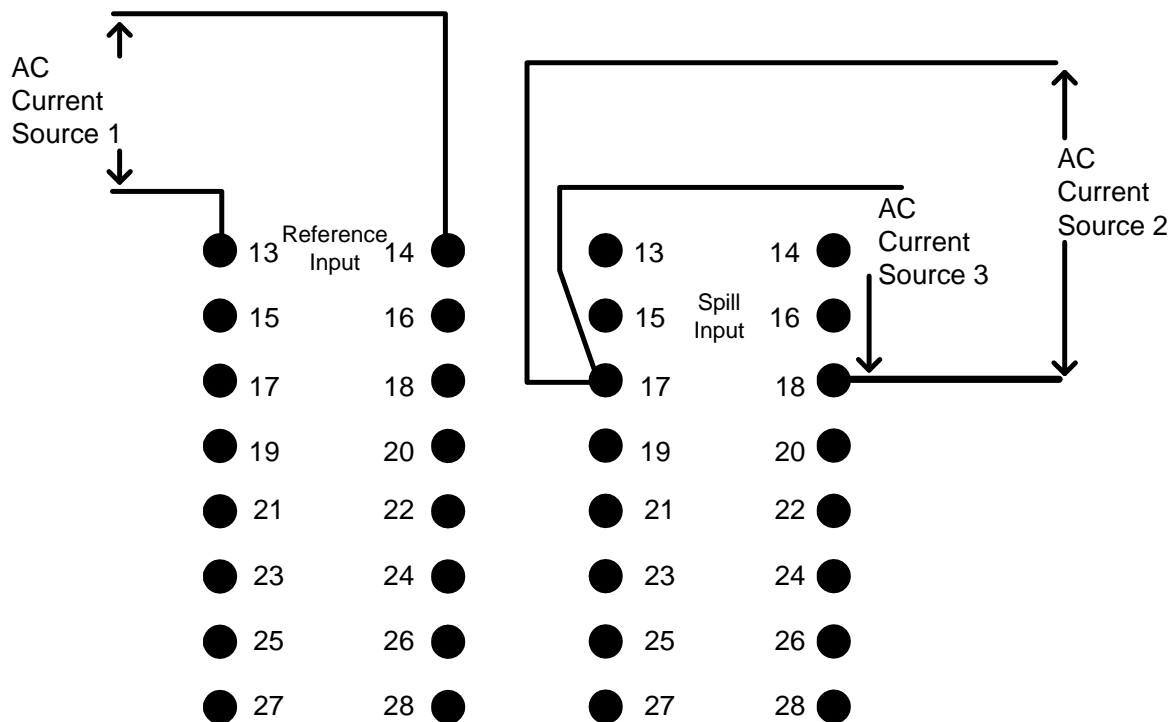 AC
Current
Source 1
AC
Current
Source 2
AC
Current
Source 3
Reference
Input
Spill
Input
13 14 13 14
15 16 15 16
17 18 17 18
19 20 19 20
21 22 21 22
23 24 23 24
25 26 25 26
27 28 27 28